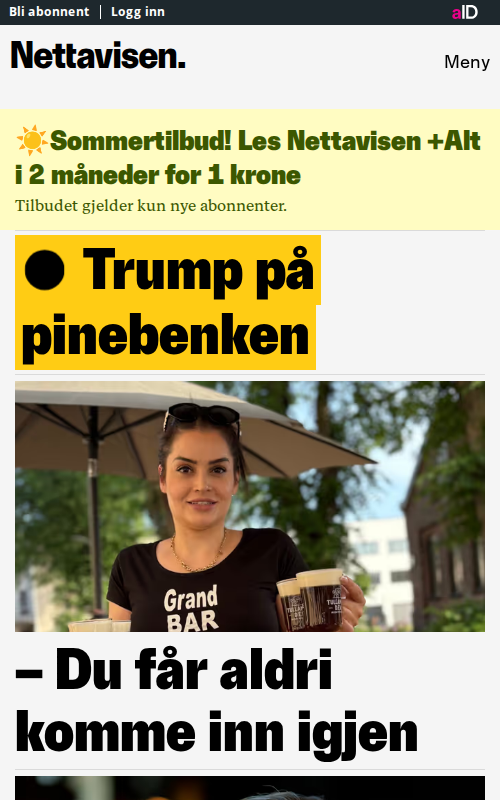 Bli abonnent
Logg inn
aID
Nettavisen.
Meny
☀️Sommertilbud! Les Nettavisen +Alt
i 2 måneder for 1 krone
Tilbudet gjelder kun nye abonnenter.
● Trump på
pinebenken
Grand
BAR
– Du får aldri
komme inn igjen